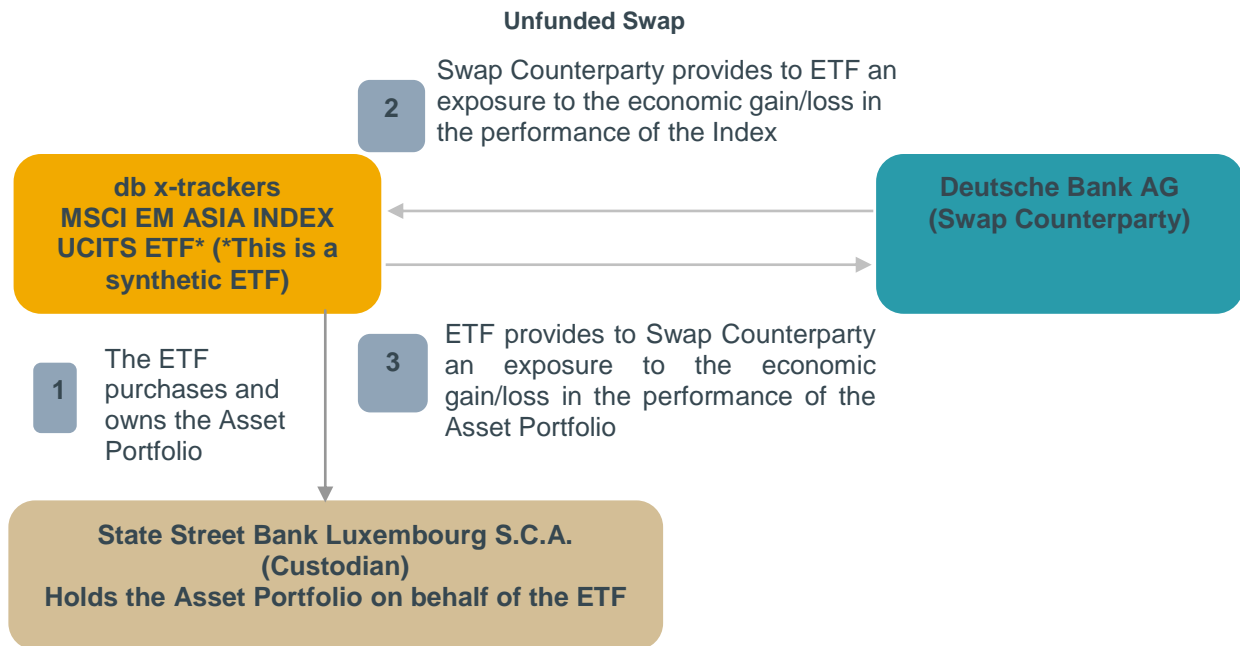 Unfunded Swap
2
Swap Counterparty provides to ETF an
exposure to the economic gain/loss in
the performance of the Index
db x-trackers
MSCI EM ASIA INDEX
UCITS ETF* (*This is a
synthetic ETF)
Deutsche Bank AG
(Swap Counterparty)
1
The ETF
purchases and
owns the Asset
Portfolio
3
ETF provides to Swap Counterparty
an exposure to the economic
gain/loss in the performance of the
Asset Portfolio
State Street Bank Luxembourg S.C.A.
(Custodian)
Holds the Asset Portfolio on behalf of the ETF